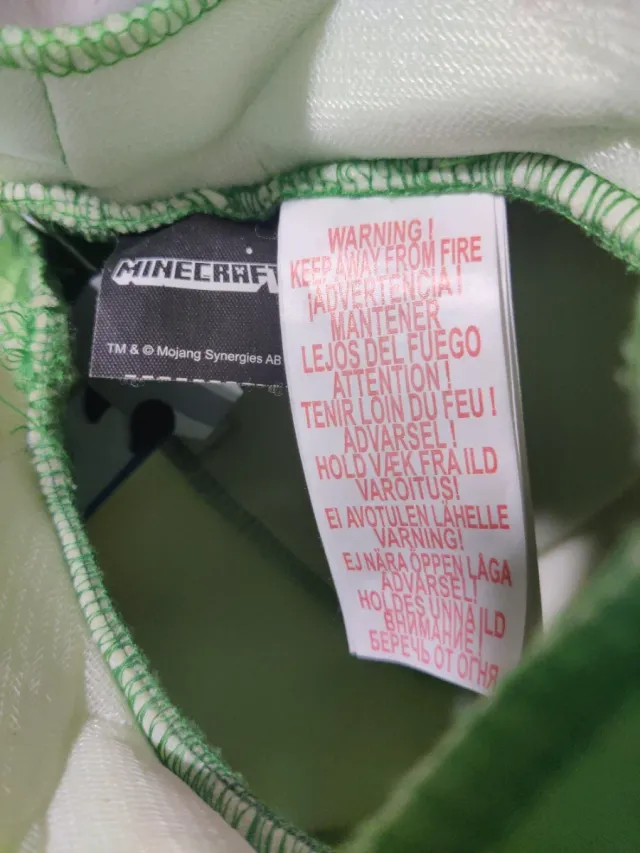 MINECRAFT
TM & © Mojang Synergies AB
WARNING !
KEEP AWAY FROM FIRE
¡ADVERTENCIA !
MANTENER
LEJOS DEL FUEGO
ATTENTION !
TENIR LOIN DU FEU !
ADVARSEL !
HOLD VÆK FRA ILD
VAROITUS!
EI AVOTULEN LÄHELLE
VARNING!
EJ NÄRA ÖPPEN LÅGA
ADVARSEL!
HOLDES UNNA ILD
ВНИМАНИЕ !
БЕРЕЧЬ ОТ ОГНЯ